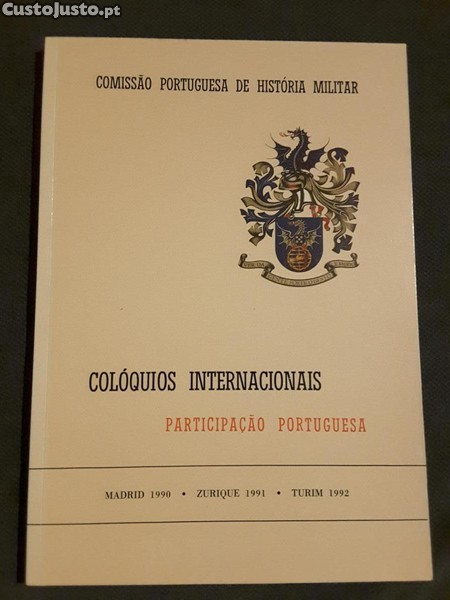 CustoJusto.pt
COMISSÃO PORTUGUESA DE HISTÓRIA MILITAR
COLÓQUIOS INTERNACIONAIS
PARTICIPAÇÃO PORTUGUESA
MADRID 1990 • ZURIQUE 1991 • TURIM 1992